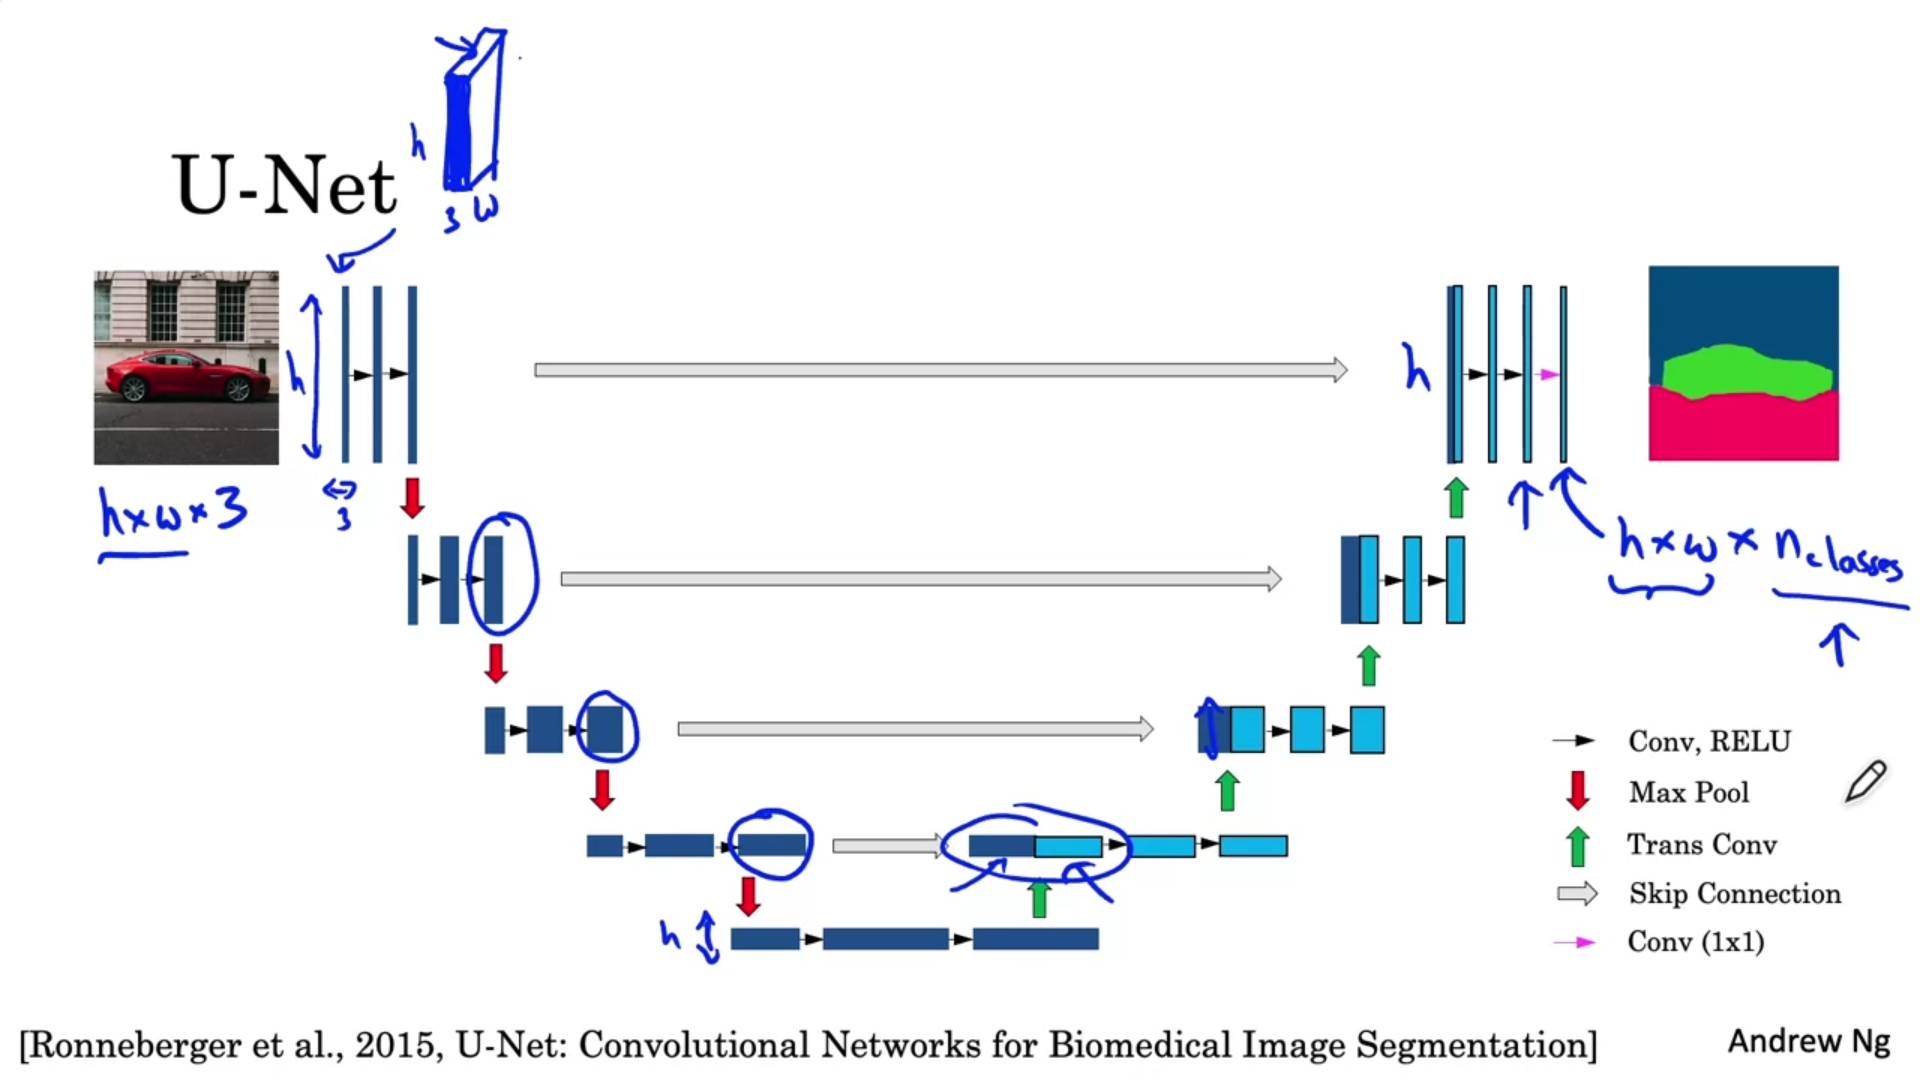 h
3 w
U-Net
h
h
h×w×3
3
h×w×nclasses
h
Conv, RELU
Max Pool
Trans Conv
Skip Connection
Conv (1x1)
[Ronneberger et al., 2015, U-Net: Convolutional Networks for Biomedical Image Segmentation]
Andrew Ng